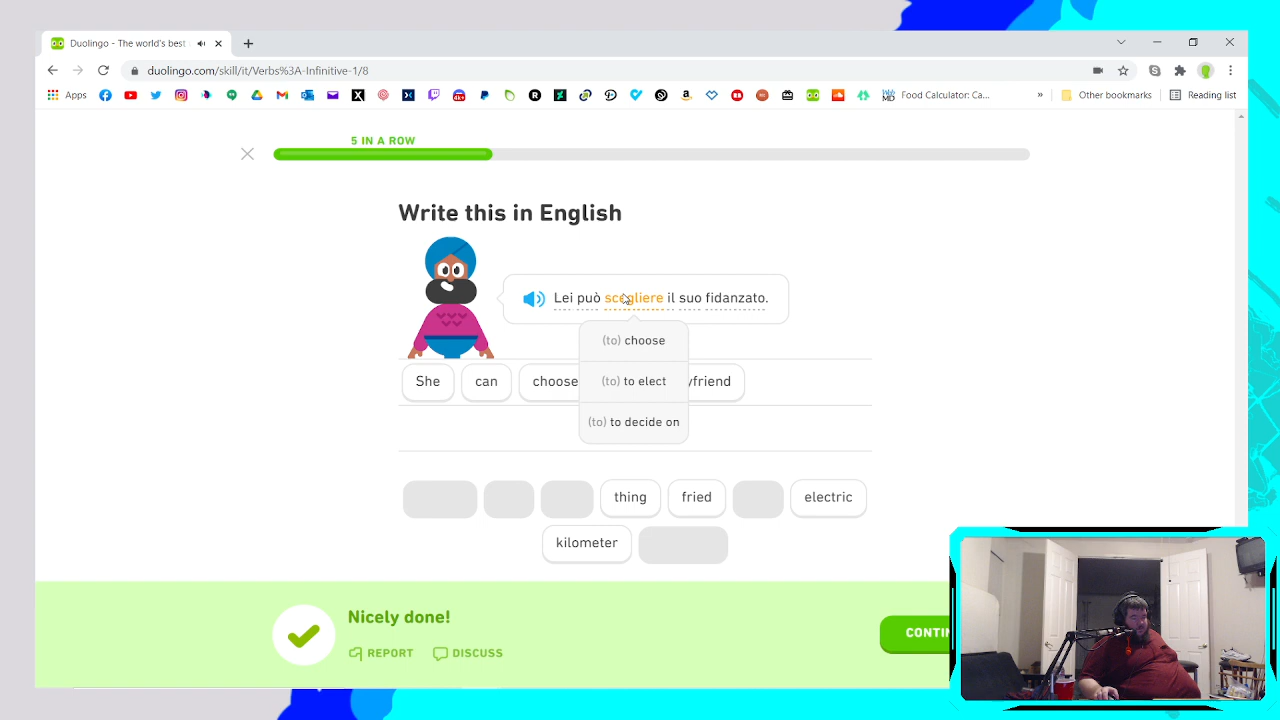 Duolingo - The world's best
duolingo.com/skill/it/Verbs%3A-Infinitive-1/8
Apps
Food Calculator: Ca...
»
Other bookmarks
Reading list
5 IN A ROW
Write this in English
Lei può scegliere il suo fidanzato.
(to) choose
(to) to elect
(to) to decide on
She can choose yfriend
thing fried electric
kilometer
Nicely done!
REPORT DISCUSS
CONTIN